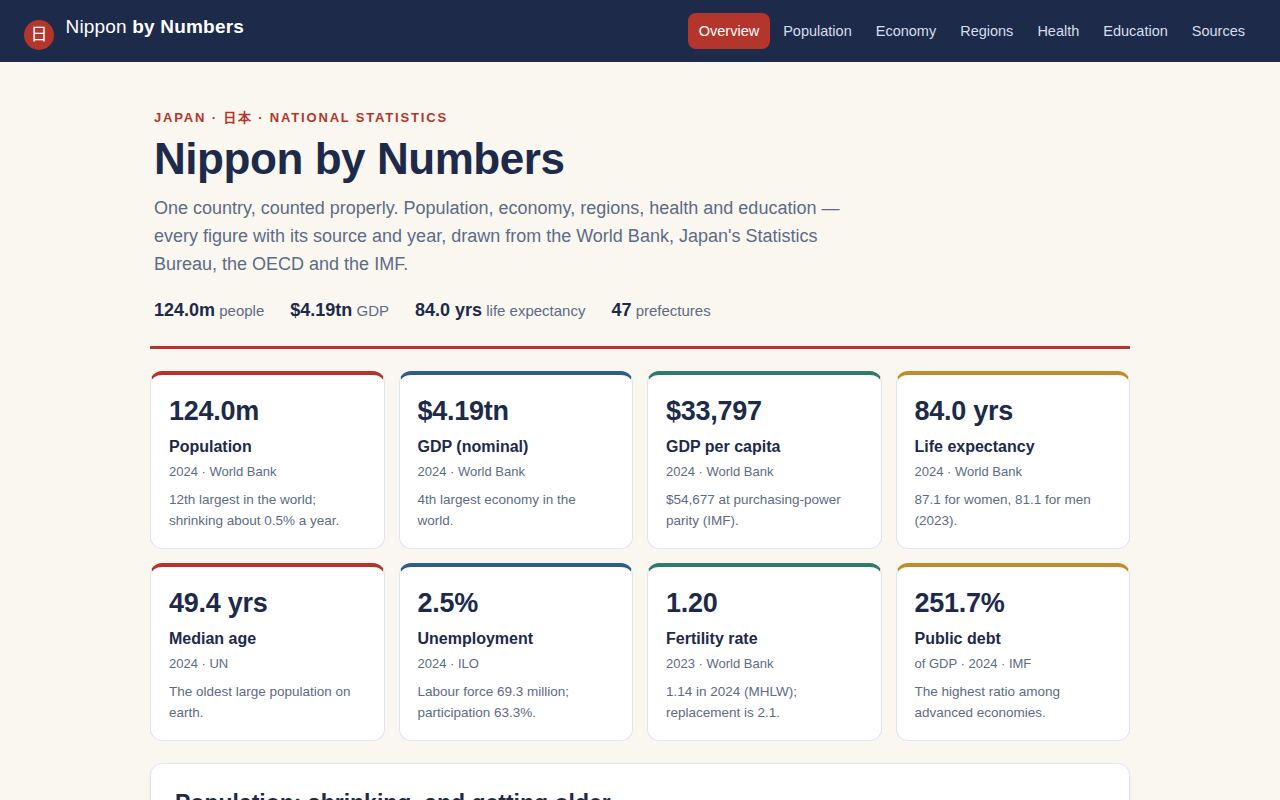 日 Nippon by Numbers
Overview Population Economy Regions Health Education Sources
JAPAN · 日本 · NATIONAL STATISTICS
Nippon by Numbers
One country, counted properly. Population, economy, regions, health and education —
every figure with its source and year, drawn from the World Bank, Japan's Statistics
Bureau, the OECD and the IMF.
124.0m people $4.19tn GDP 84.0 yrs life expectancy 47 prefectures
124.0m
Population
2024 · World Bank
12th largest in the world;
shrinking about 0.5% a year.
$4.19tn
GDP (nominal)
2024 · World Bank
4th largest economy in the
world.
$33,797
GDP per capita
2024 · World Bank
$54,677 at purchasing-power
parity (IMF).
84.0 yrs
Life expectancy
2024 · World Bank
87.1 for women, 81.1 for men
(2023).
49.4 yrs
Median age
2024 · UN
The oldest large population on
earth.
2.5%
Unemployment
2024 · ILO
Labour force 69.3 million;
participation 63.3%.
1.20
Fertility rate
2023 · World Bank
1.14 in 2024 (MHLW);
replacement is 2.1.
251.7%
Public debt
of GDP · 2024 · IMF
The highest ratio among
advanced economies.
Population: shrinking, and getting older